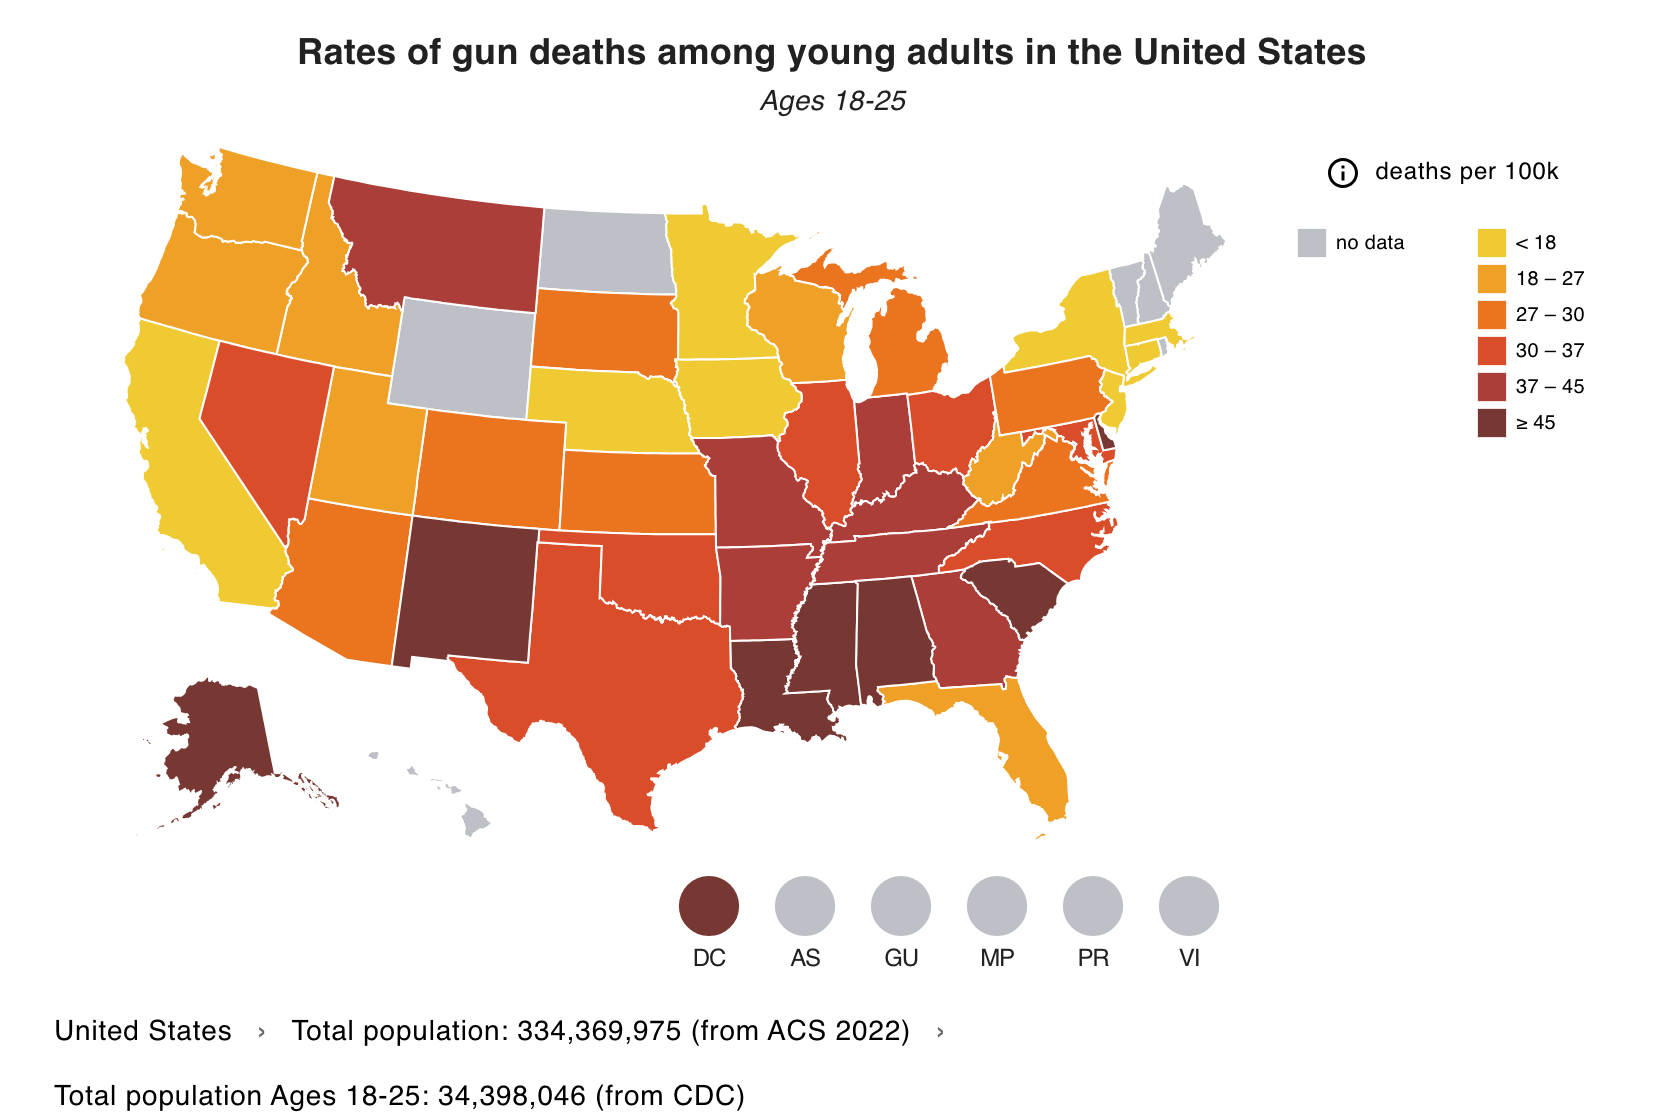 Rates of gun deaths among young adults in the United States
Ages 18-25
deaths per 100k
no data
< 18
18 – 27
27 – 30
30 – 37
37 – 45
≥ 45
DC AS GU MP PR VI
United States › Total population: 334,369,975 (from ACS 2022) ›
Total population Ages 18-25: 34,398,046 (from CDC)